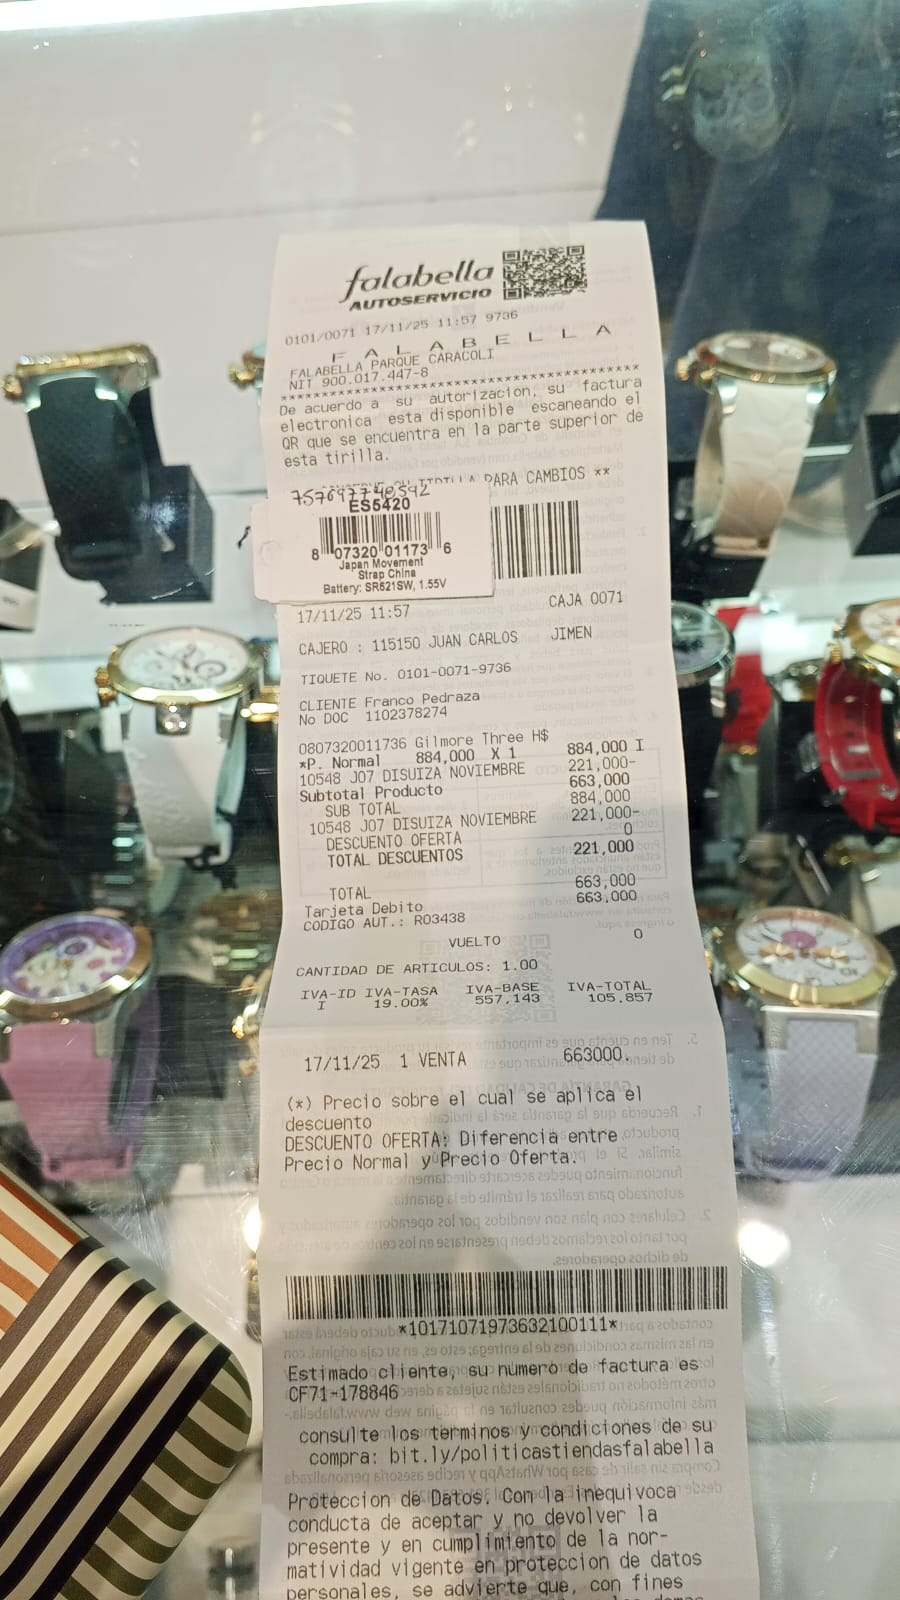 falabella
AUTOSERVICIO
0101/0071 17/11/25 11:57 9736
F A L A B E L L A
FALABELLA PARQUE CARACOLI
NIT 900.017.447-8
****************************************
De acuerdo a su autorizacion, su factura
electronica esta disponible escaneando el
QR que se encuentra en la parte superior de
esta tirilla.
PARA CAMBIOS **
ES5420
8 07320 01173 6
Japan Movement
Strap China
Battery: SR621SW, 1.55V
17/11/25 11:57 CAJA 0071
CAJERO : 115150 JUAN CARLOS JIMEN
TIQUETE No. 0101-0071-9736
CLIENTE Franco Pedraza
No DOC 1102378274
0807320011736 Gilmore Three H$
*P. Normal 884,000 X 1 884,000 I
10548 J07 DISUIZA NOVIEMBRE 221,000-
Subtotal Producto 663,000
SUB TOTAL 884,000
10548 J07 DISUIZA NOVIEMBRE 221,000-
DESCUENTO OFERTA 0
TOTAL DESCUENTOS 221,000
TOTAL 663,000
Tarjeta Debito 663,000
CODIGO AUT.: R03438
VUELTO 0
CANTIDAD DE ARTICULOS: 1.00
IVA-ID IVA-TASA IVA-BASE IVA-TOTAL
I 19.00% 557,143 105,857
17/11/25 1 VENTA 663000.
(*) Precio sobre el cual se aplica el
descuento
DESCUENTO OFERTA: Diferencia entre
Precio Normal y Precio Oferta.
*10171071973632100111*
Estimado cliente, su numero de factura es
CF71-178846
consulte los terminos y condiciones de su
compra: bit.ly/politicastiendasfalabella
Proteccion de Datos. Con la inequivoca
conducta de aceptar y no devolver la
presente y en cumplimiento de la nor-
matividad vigente en proteccion de datos
personales, se advierte que, con fines